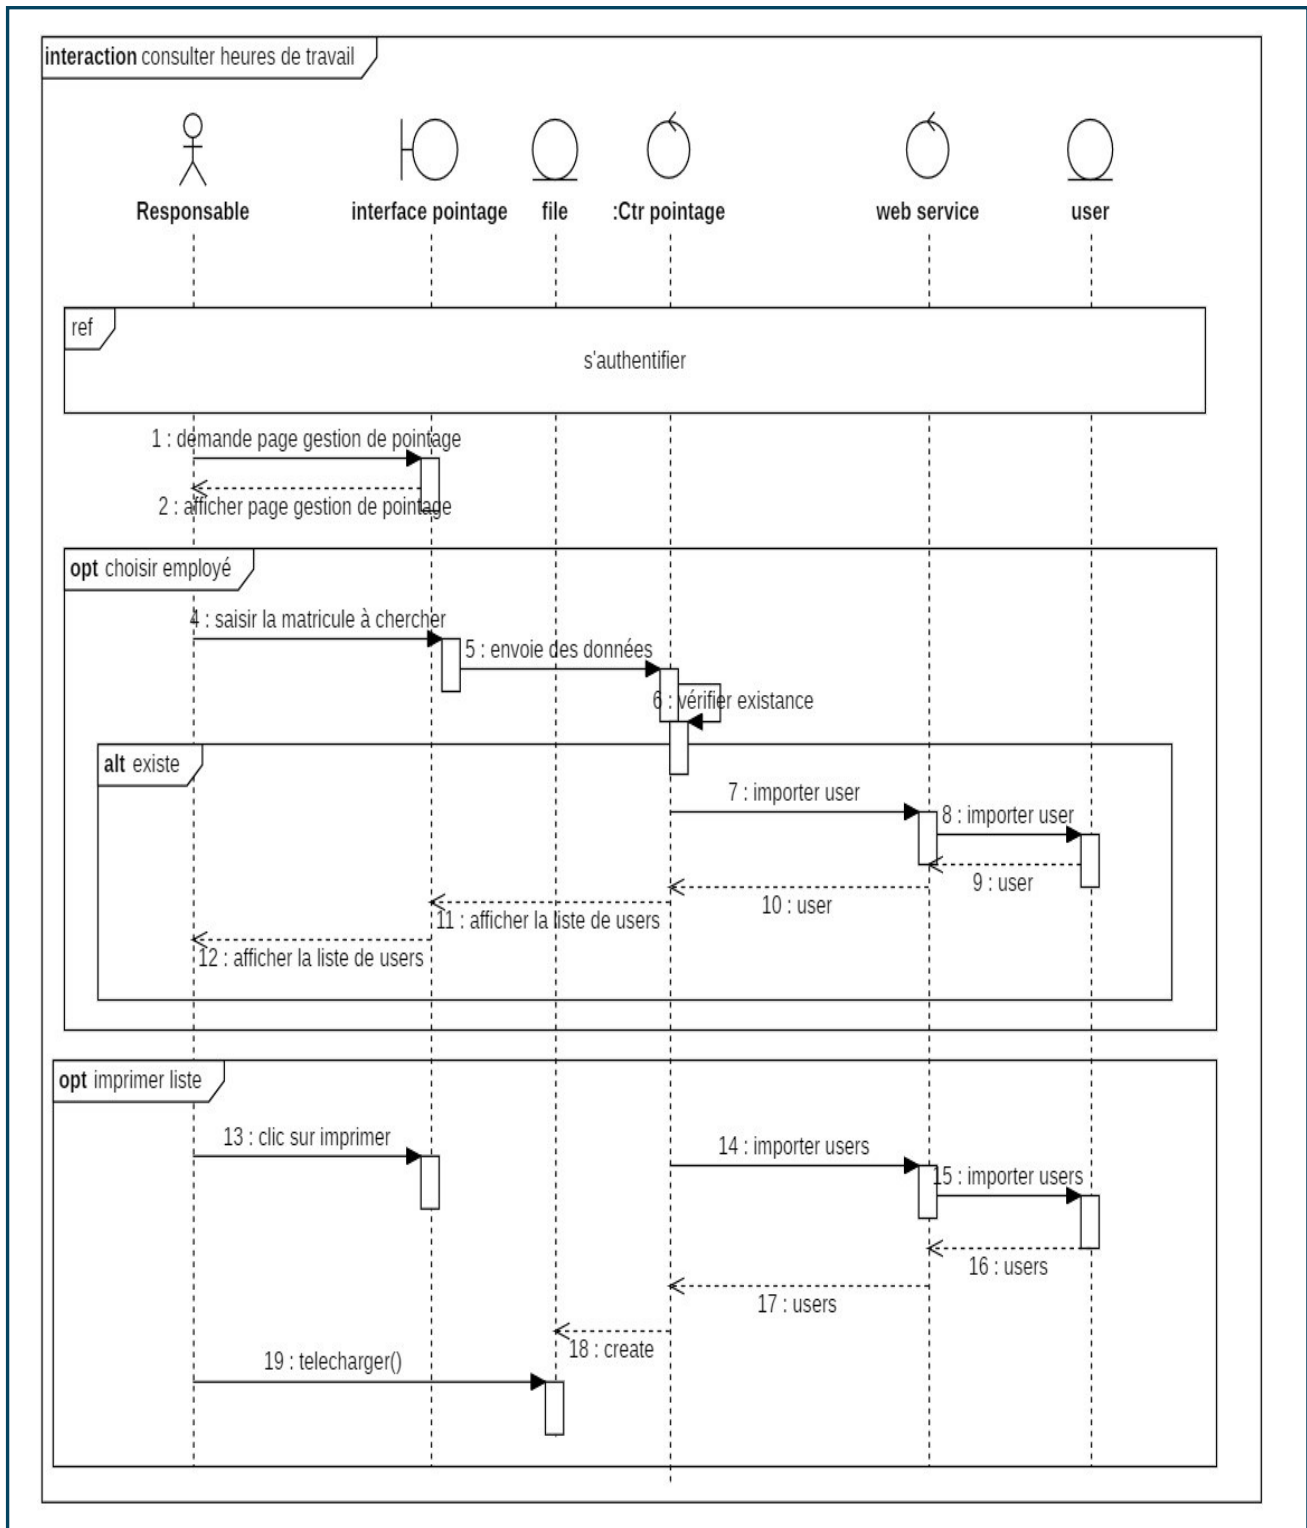 interaction consulter heures de travail
Responsable interface pointage file :Ctr pointage web service user
ref
s'authentifier
1 : demande page gestion de pointage
2 : afficher page gestion de pointage
opt choisir employé
4 : saisir la matricule à chercher
5 : envoie des données
6 : vérifier existance
alt existe
7 : importer user
8 : importer user
9 : user
10 : user
11 : afficher la liste de users
12 : afficher la liste de users
opt imprimer liste
13 : clic sur imprimer
14 : importer users
15 : importer users
16 : users
17 : users
18 : create
19 : telecharger()